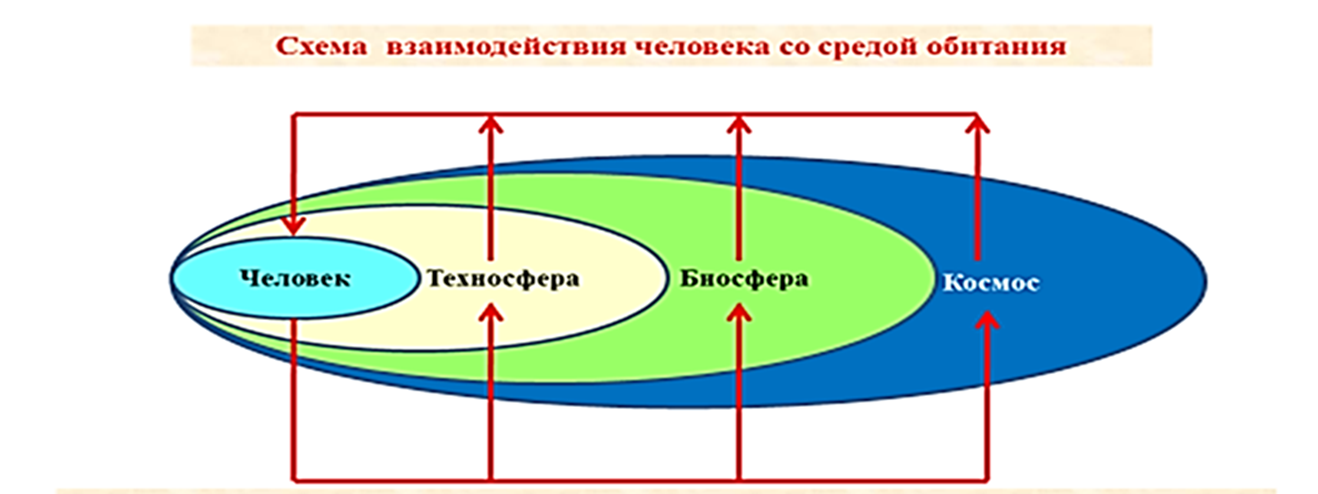 Схема взаимодействия человека со средой обитания
Человек
Техносфера
Биосфера
Космос